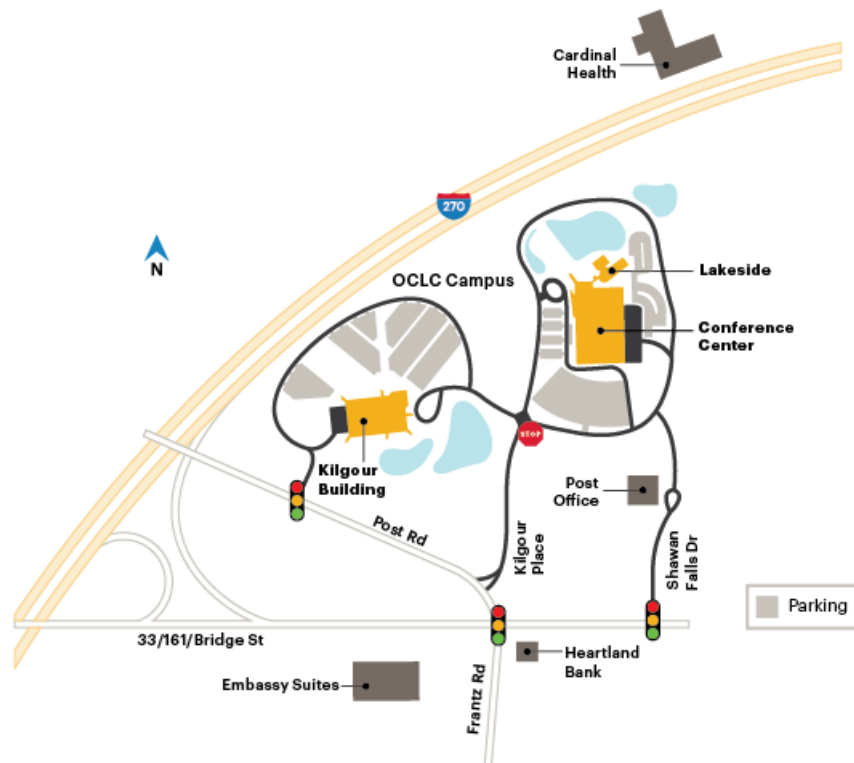 Cardinal
Health
270
N
Lakeside
OCLC Campus
Conference
Center
STOP
Kilgour
Building
Post
Office
Post Rd
Kilgour
Place
Shawan
Falls Dr
Parking
33/161/Bridge St
Heartland
Bank
Embassy Suites
Frantz Rd